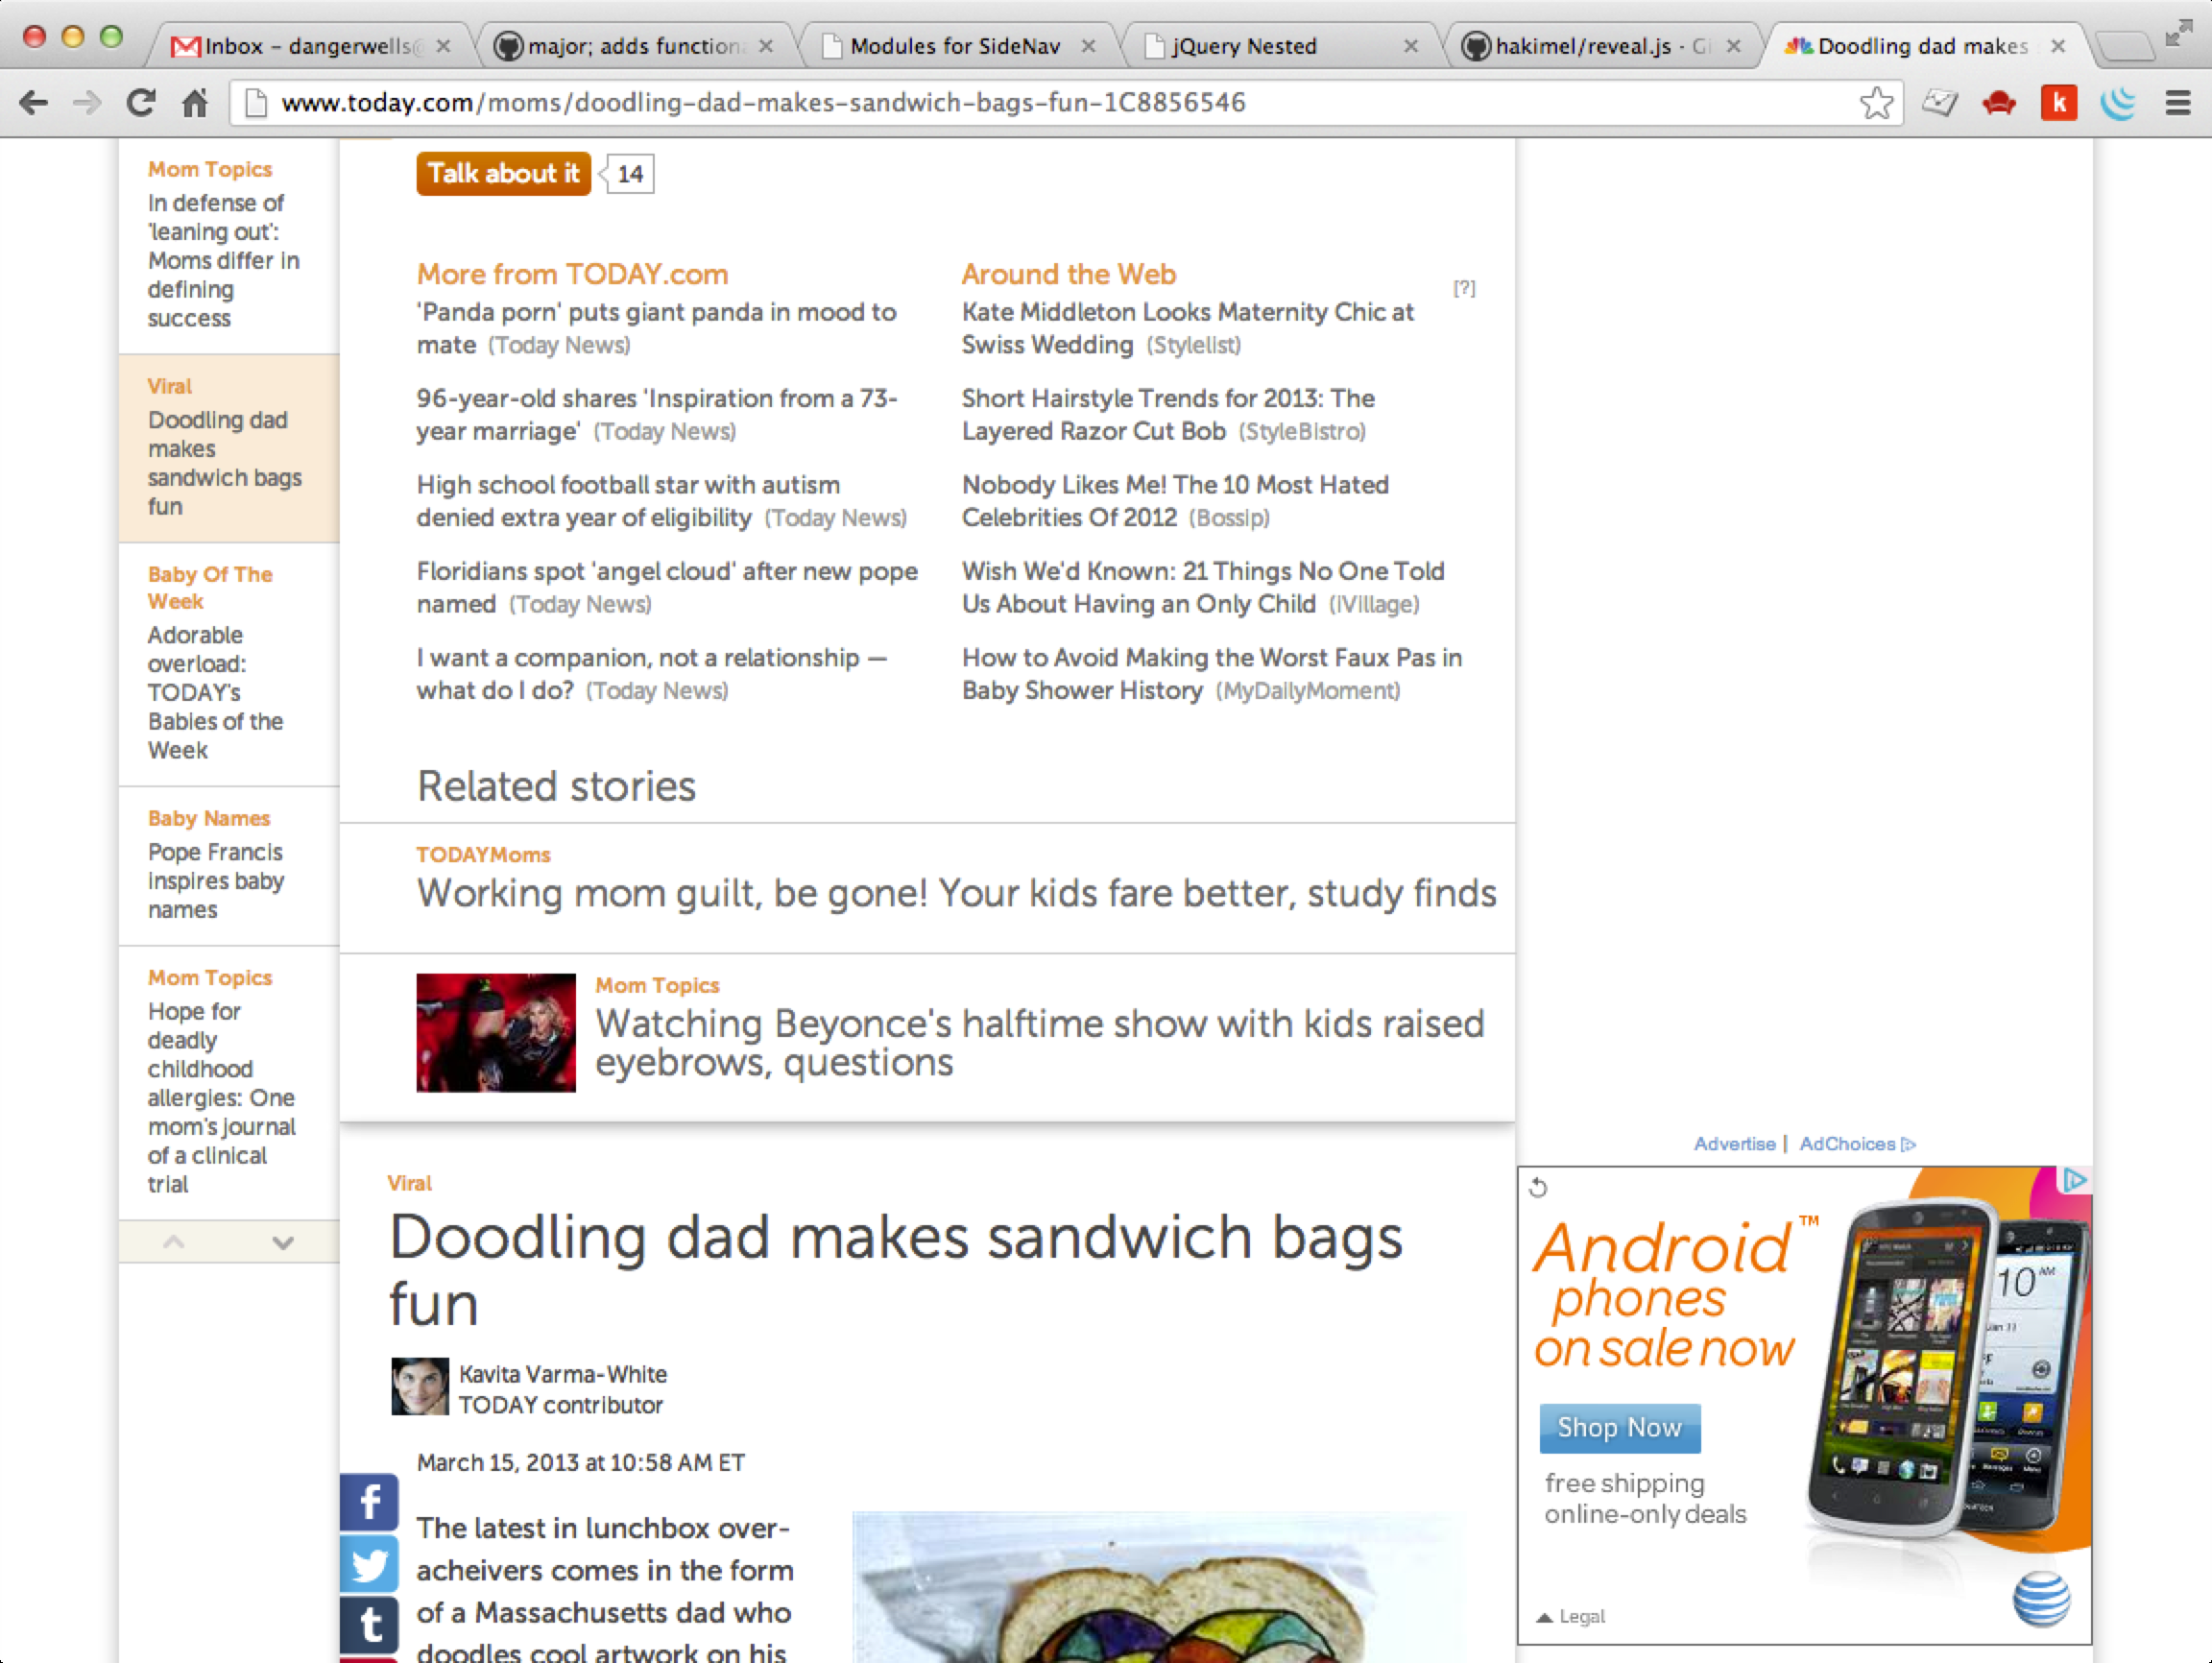 Inbox – dangerwells@
major; adds functiona
Modules for SideNav
jQuery Nested
hakimel/reveal.js · Gi
Doodling dad makes
www.today.com/moms/doodling-dad-makes-sandwich-bags-fun-1C8856546
k
Mom Topics
In defense of
'leaning out':
Moms differ in
defining
success
Viral
Doodling dad
makes
sandwich bags
fun
Baby Of The
Week
Adorable
overload:
TODAY's
Babies of the
Week
Baby Names
Pope Francis
inspires baby
names
Mom Topics
Hope for
deadly
childhood
allergies: One
mom's journal
of a clinical
trial
Talk about it
14
More from TODAY.com
'Panda porn' puts giant panda in mood to
mate (Today News)
96-year-old shares 'Inspiration from a 73-
year marriage' (Today News)
High school football star with autism
denied extra year of eligibility (Today News)
Floridians spot 'angel cloud' after new pope
named (Today News)
I want a companion, not a relationship —
what do I do? (Today News)
Around the Web
[?]
Kate Middleton Looks Maternity Chic at
Swiss Wedding (Stylelist)
Short Hairstyle Trends for 2013: The
Layered Razor Cut Bob (StyleBistro)
Nobody Likes Me! The 10 Most Hated
Celebrities Of 2012 (Bossip)
Wish We'd Known: 21 Things No One Told
Us About Having an Only Child (iVillage)
How to Avoid Making the Worst Faux Pas in
Baby Shower History (MyDailyMoment)
Related stories
TODAYMoms
Working mom guilt, be gone! Your kids fare better, study finds
Mom Topics
Watching Beyonce's halftime show with kids raised
eyebrows, questions
Viral
Doodling dad makes sandwich bags
fun
Kavita Varma-White
TODAY contributor
March 15, 2013 at 10:58 AM ET
f
t
The latest in lunchbox over-
acheivers comes in the form
of a Massachusetts dad who
doodles cool artwork on his
Advertise | AdChoices
Android™
phones
on sale now
Shop Now
free shipping
online-only deals
Legal
10 AM